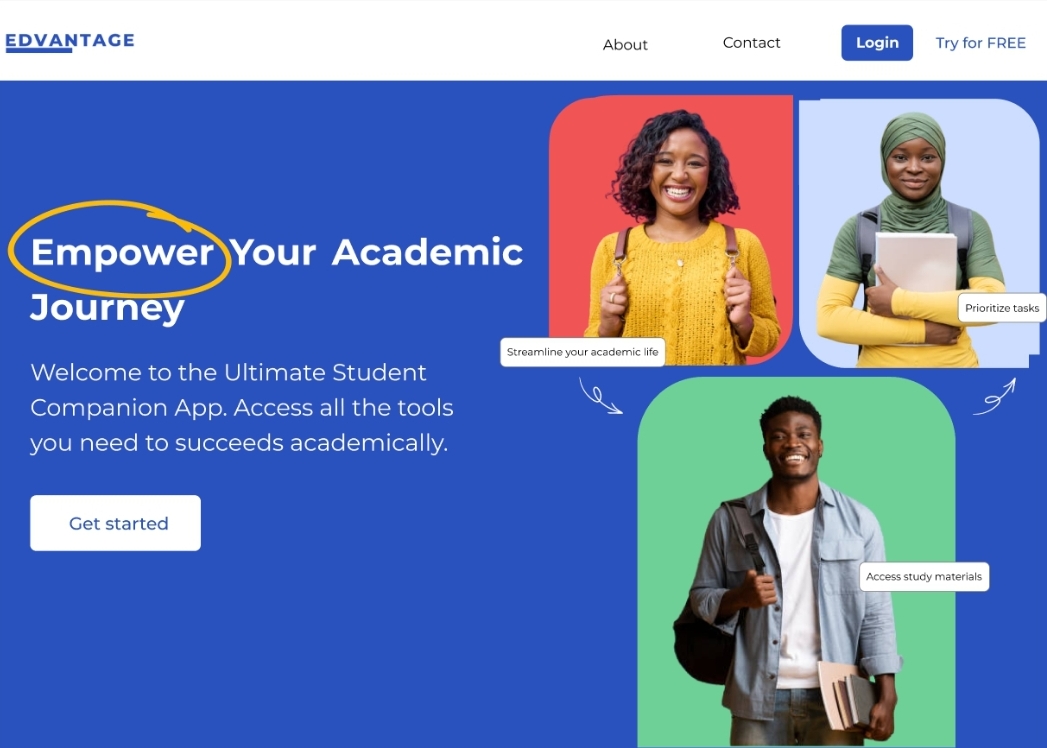 EDVANTAGE
About
Contact
Login
Try for FREE
Empower Your Academic
Journey
Welcome to the Ultimate Student
Companion App. Access all the tools
you need to succeeds academically.
Get started
Streamline your academic life
Prioritize tasks
Access study materials